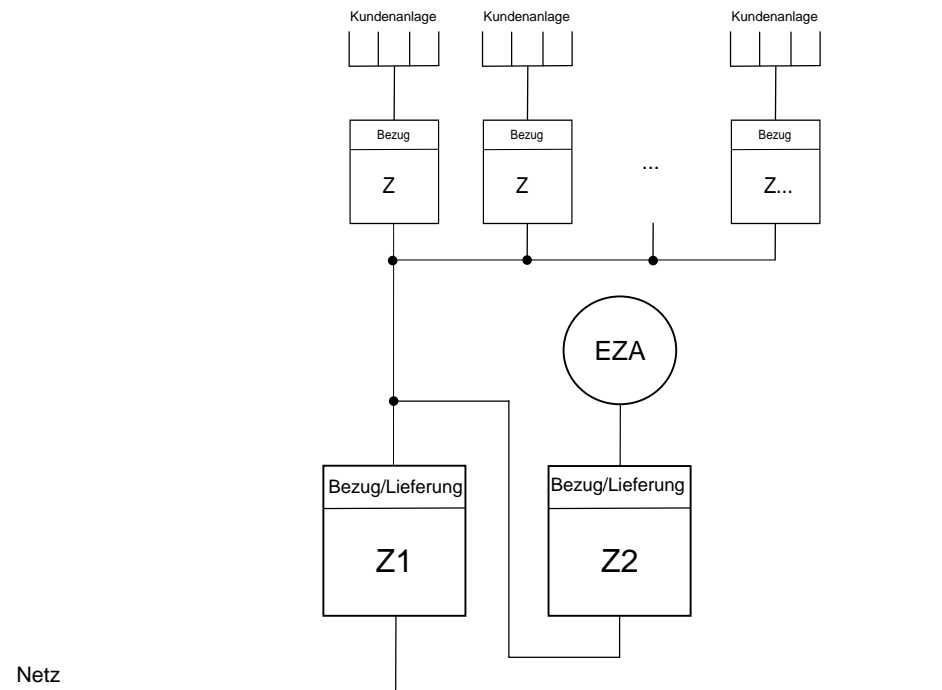 Kundenanlage Kundenanlage Kundenanlage
Bezug Bezug Bezug
Z Z ... Z...
EZA
Bezug/Lieferung Bezug/Lieferung
Z1 Z2
Netz